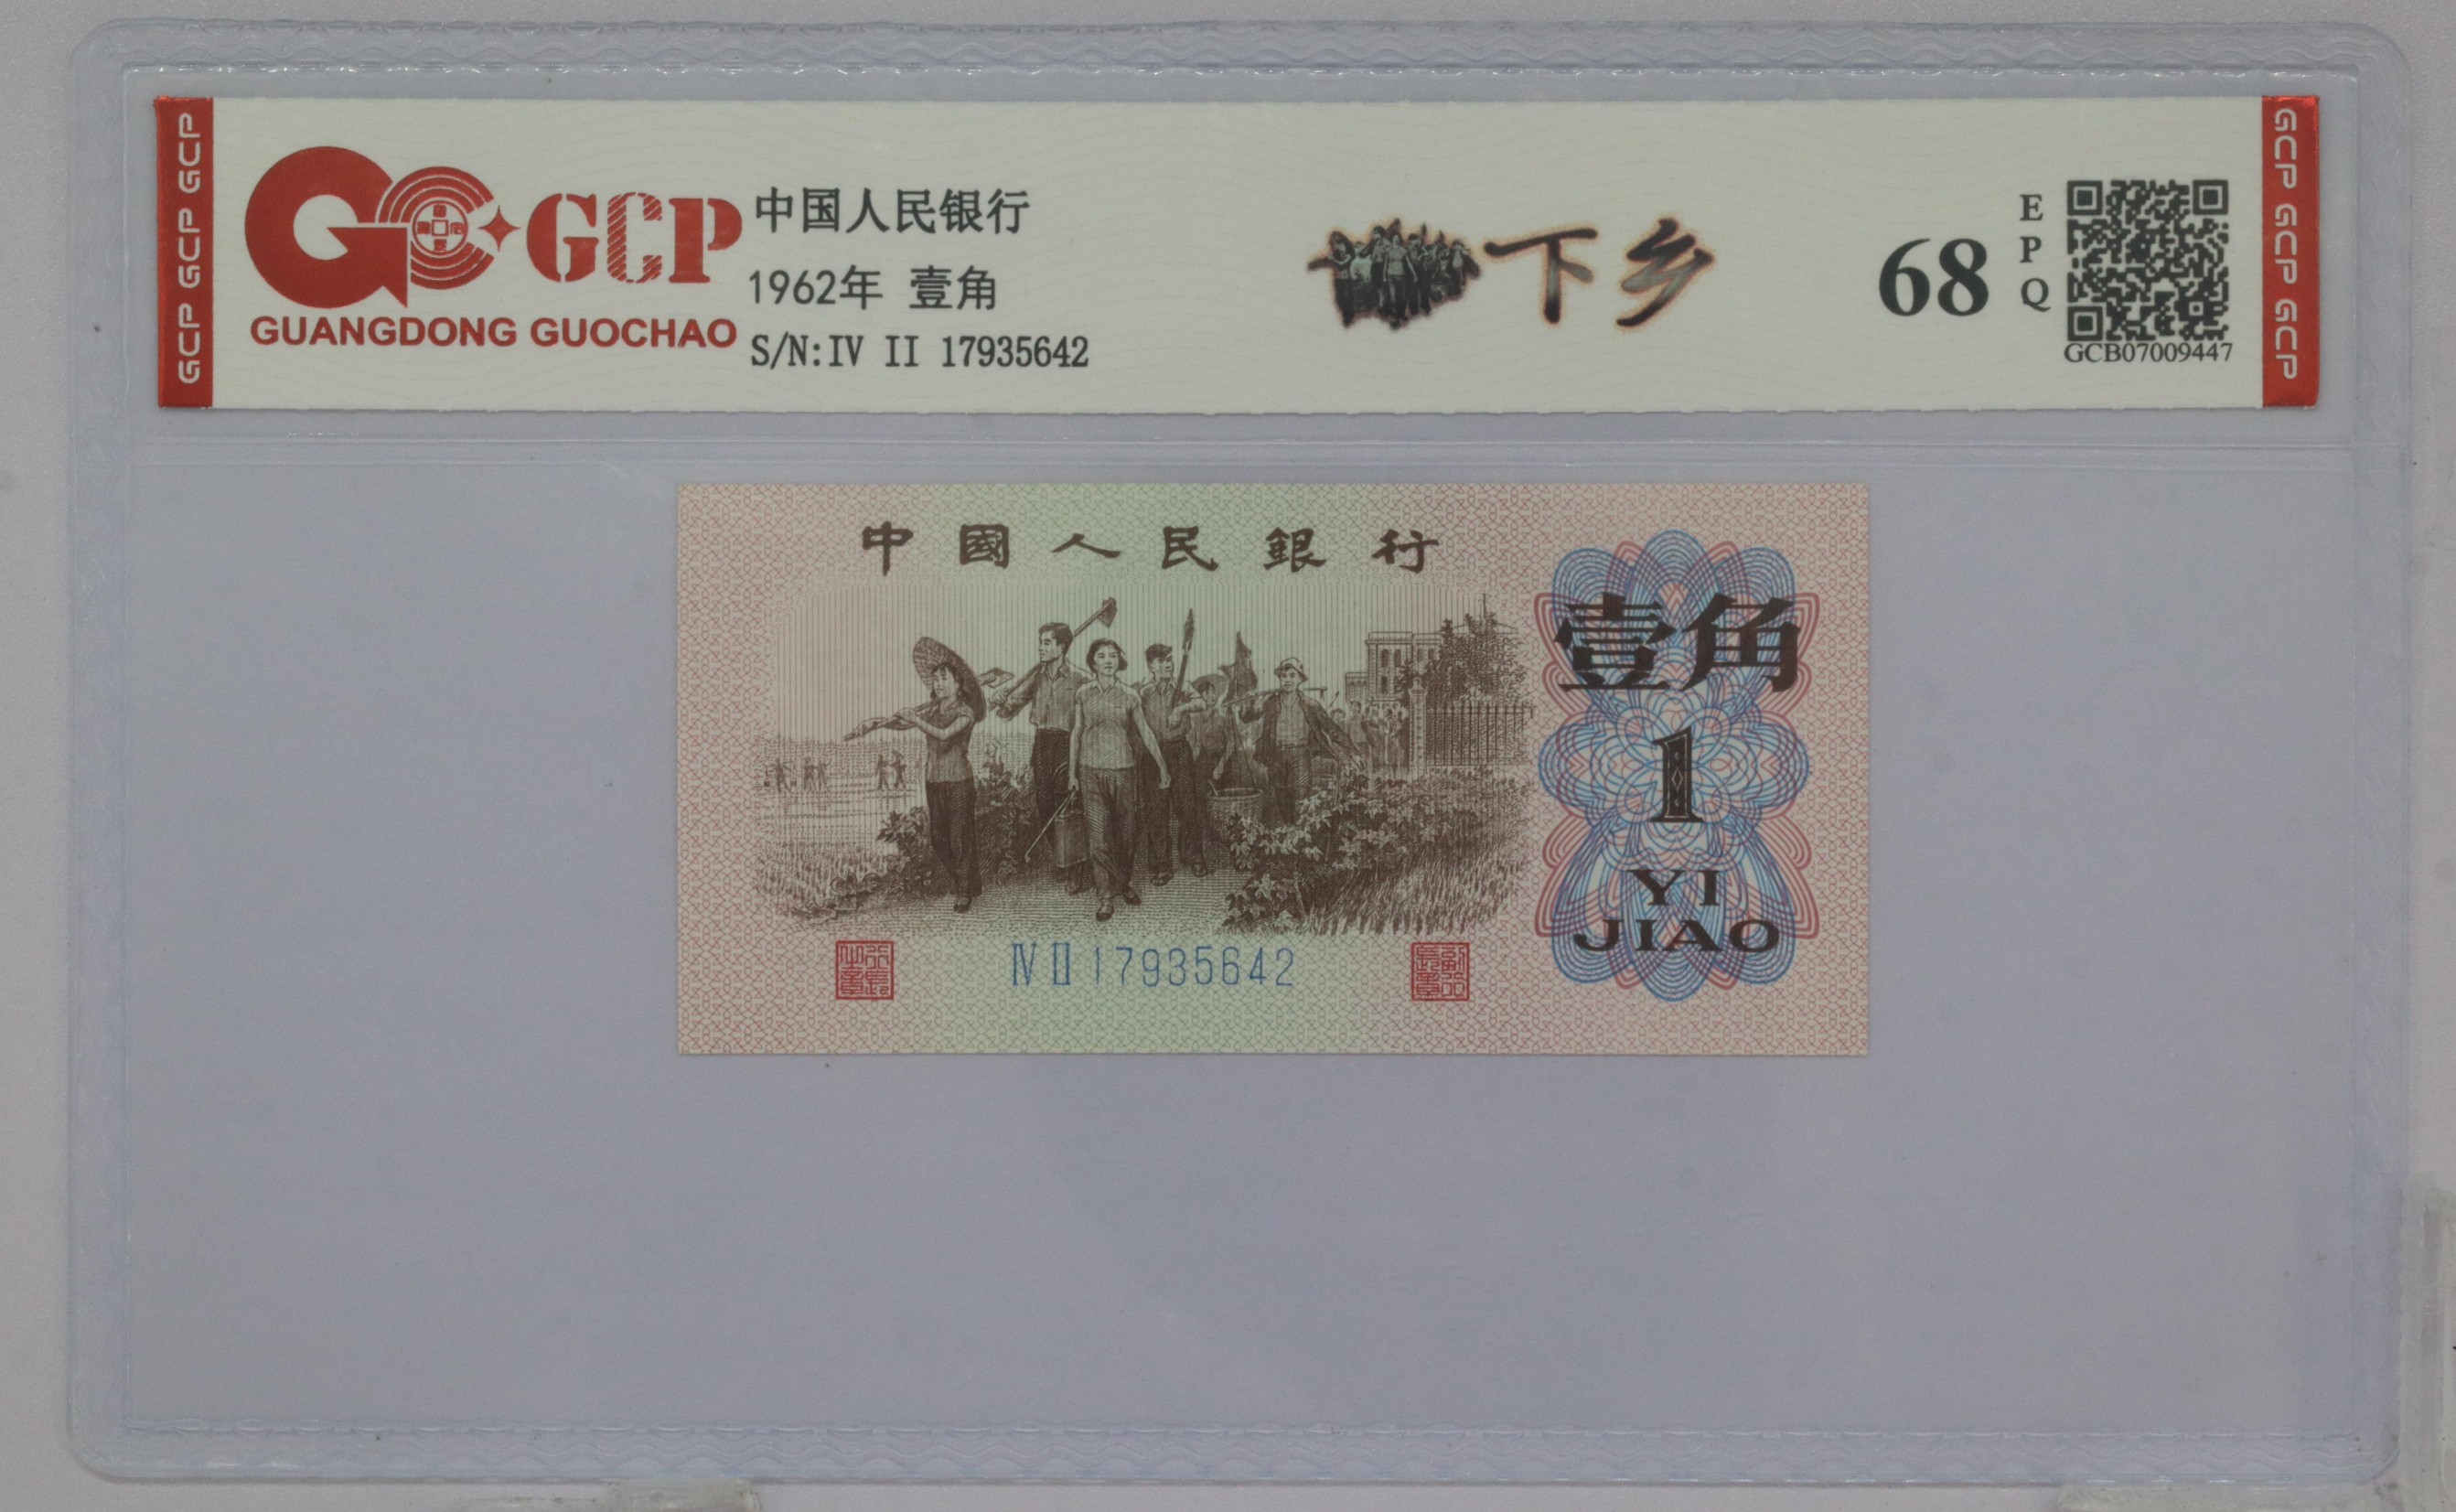 GCP GCP GCP
GCP
GUANGDONG GUOCHAO
中国人民银行
1962年 壹角
S/N:IV II 17935642
下乡
68
EPQ
GCB07009447
GCP GCP GCP
中國人民銀行
壹角
1
YI
JIAO
IV II 17935642